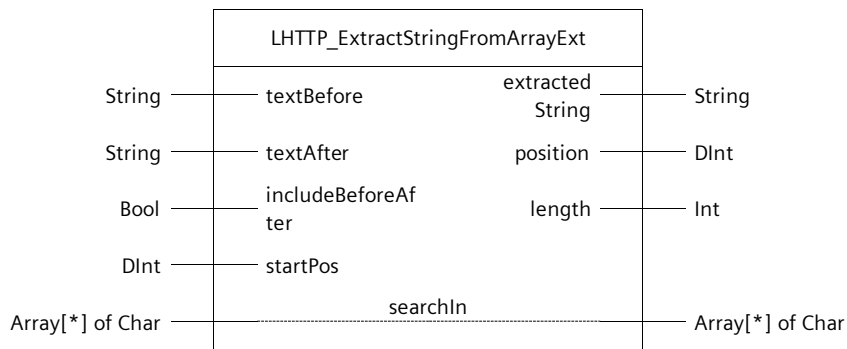 LHTTP_ExtractStringFromArrayExt
String textBefore extracted String String
String textAfter position DInt
Bool includeBeforeAf ter length Int
DInt startPos
Array[*] of Char searchIn Array[*] of Char